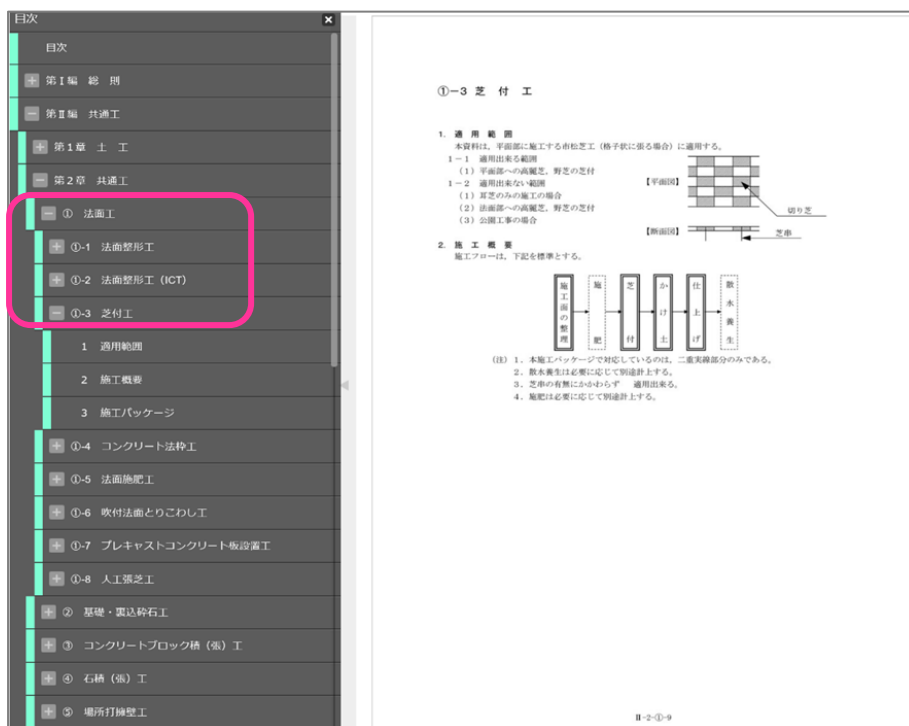 目次
目次
第Ⅰ編 総 則
第Ⅱ編 共通工
第1章 土 工
第2章 共通工
① 法面工
①-1 法面整形工
①-2 法面整形工(ICT)
①-3 芝付工
1 適用範囲
2 施工概要
3 施工パッケージ
①-4 コンクリート法枠工
①-5 法面施肥工
①-6 吹付法面とりこわし工
①-7 プレキャストコンクリート板設置工
①-8 人工張芝工
② 基礎・裏込砕石工
③ コンクリートブロック積(張)工
④ 石積(張)工
⑤ 場所打擁壁工
①-3 芝 付 工
1. 適 用 範 囲
本資料は,平面部に施工する市松芝工(格子状に張る場合)に適用する。
1-1 適用出来る範囲
(1)平面部への高麗芝,野芝の芝付
1-2 適用出来ない範囲
(1)耳芝のみの施工の場合
(2)法面部への高麗芝,野芝の芝付
(3)公園工事の場合
【平面図】
切り芝
【断面図】
芝串
2. 施 工 概 要
施工フローは,下記を標準とする。
施工面の整理
施肥
芝付
かけ土
仕上げ
散水養生
(注)1.本施工パッケージで対応しているのは,二重実線部分のみである。
2.散水養生は必要に応じて別途計上する。
3.芝串の有無にかかわらず 適用出来る。
4.施肥は必要に応じて別途計上する。
Ⅱ-2-①-9